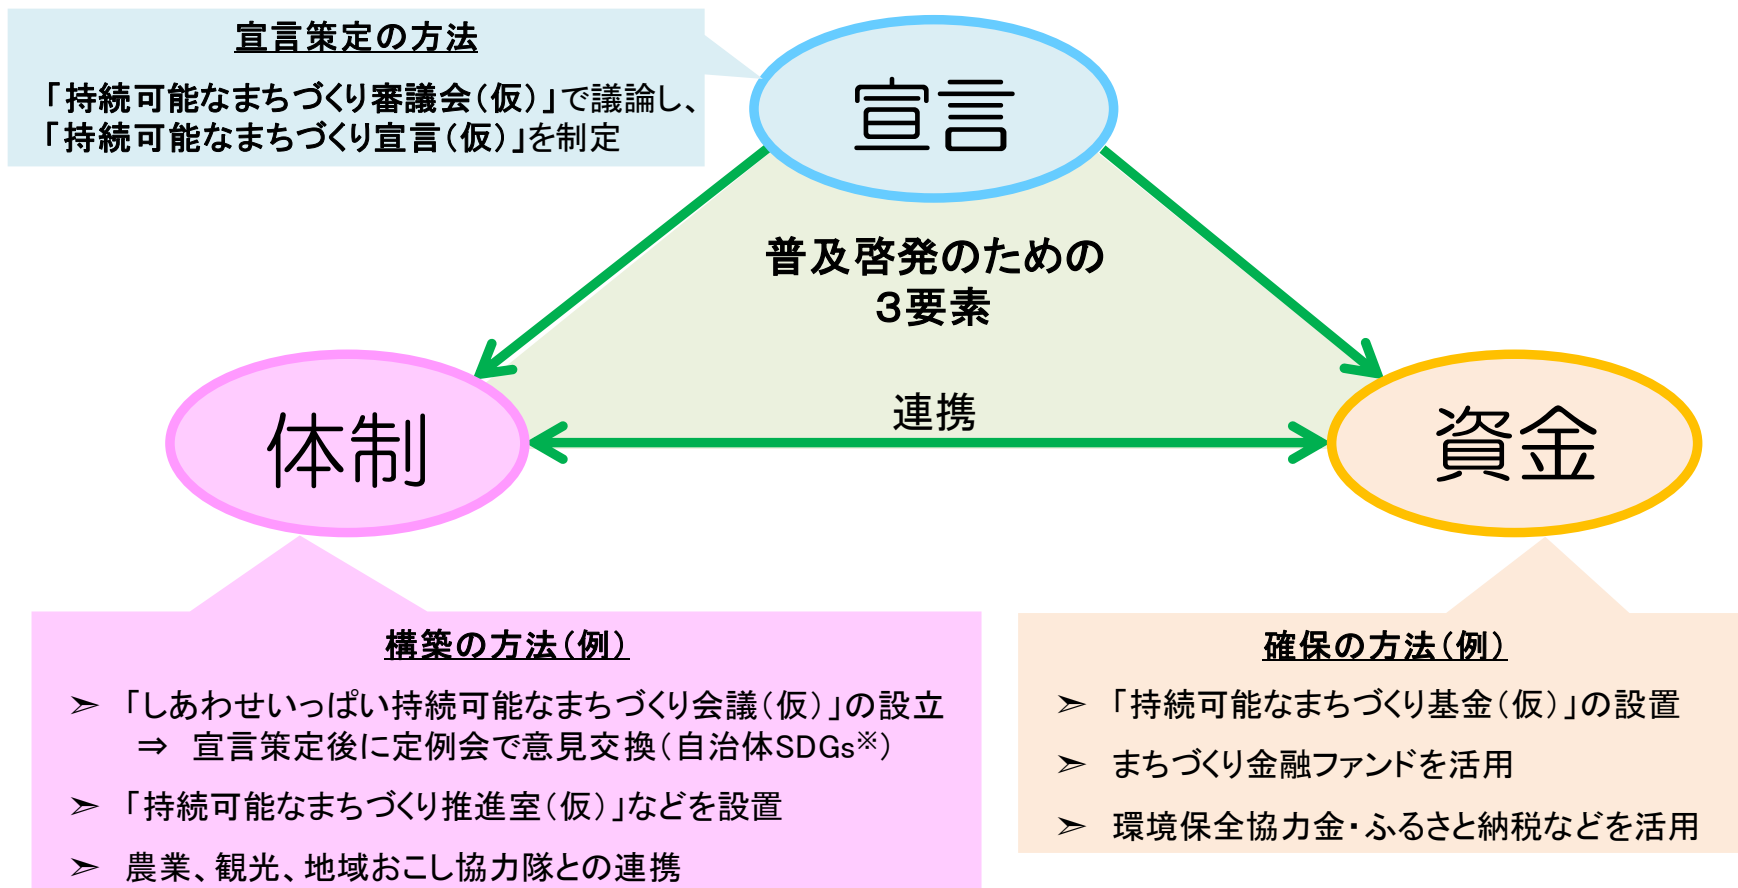 宣言策定の方法
「持続可能なまちづくり審議会（仮）」で議論し、
「持続可能なまちづくり宣言（仮）」を制定
宣言
普及啓発のための
３要素
連携
体制
資金
構築の方法（例）
➣ 「しあわせいっぱい持続可能なまちづくり会議（仮）」の設立
⇒ 宣言策定後に定例会で意見交換（自治体SDGs※）
➣ 「持続可能なまちづくり推進室（仮）」などを設置
➣ 農業、観光、地域おこし協力隊との連携
確保の方法（例）
➣ 「持続可能なまちづくり基金（仮）」の設置
➣ まちづくり金融ファンドを活用
➣ 環境保全協力金・ふるさと納税などを活用